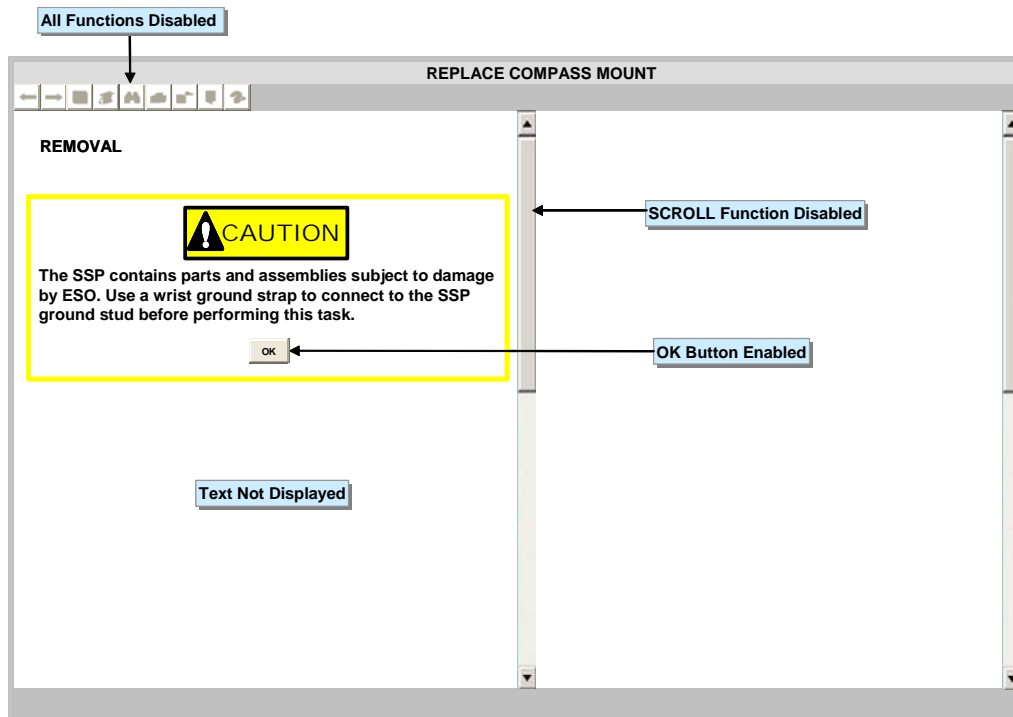 All Functions Disabled
REPLACE COMPASS MOUNT
REMOVAL
CAUTION
The SSP contains parts and assemblies subject to damage
by ESO. Use a wrist ground strap to connect to the SSP
ground stud before performing this task.
OK
SCROLL Function Disabled
OK Button Enabled
Text Not Displayed